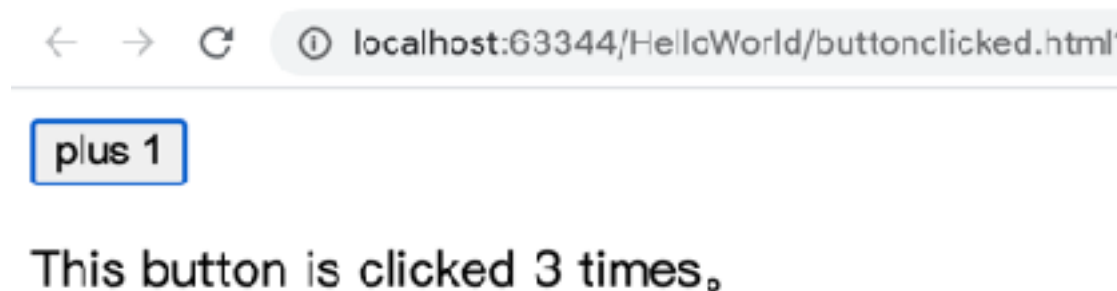 localhost:63344/HelloWorld/buttonclicked.html
plus 1
This button is clicked 3 times。